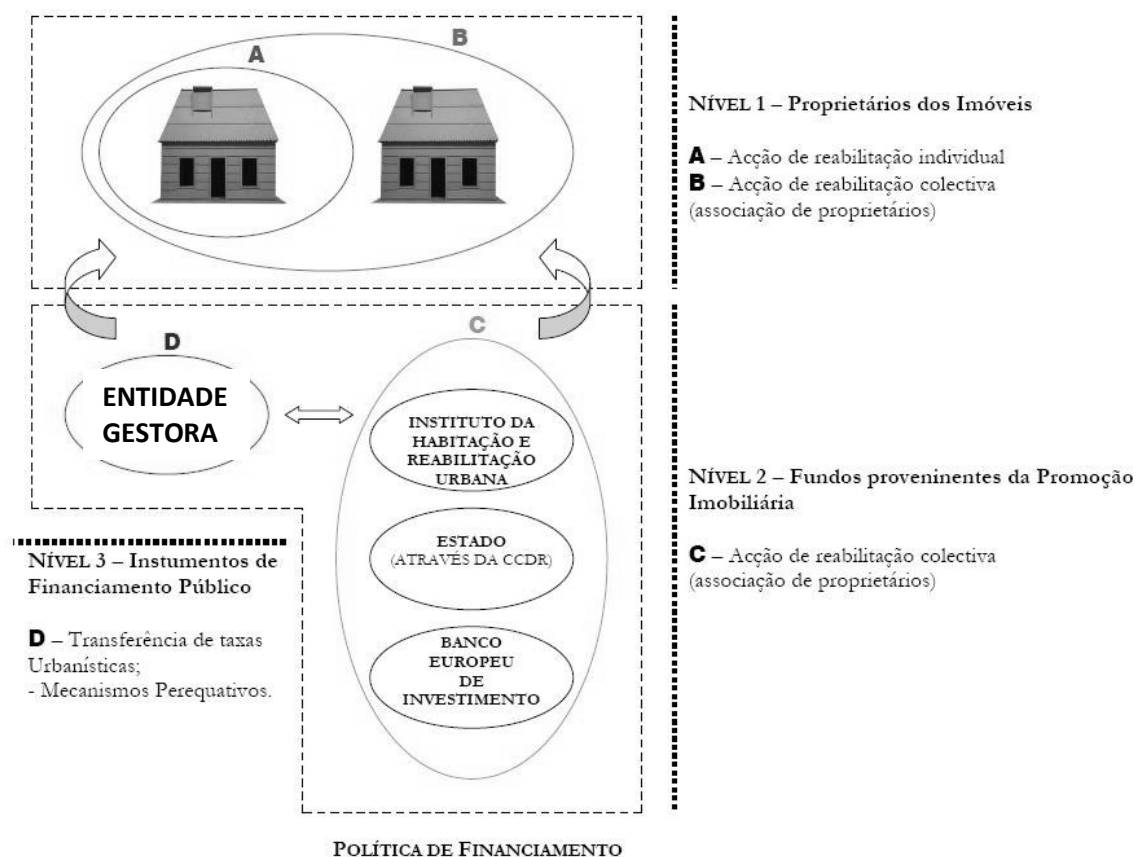 B
A
NÍVEL 1 – Proprietários dos Imóveis
A – Acção de reabilitação individual
B – Acção de reabilitação colectiva
(associação de proprietários)
C
D
ENTIDADE
GESTORA
INSTITUTO DA
HABITAÇÃO E
REABILITAÇÃO
URBANA
ESTADO
(ATRAVÉS DA CCDR)
BANCO
EUROPEU
DE
INVESTIMENTO
NÍVEL 2 – Fundos proveninentes da Promoção
Imobiliária
C – Acção de reabilitação colectiva
(associação de proprietários)
NÍVEL 3 – Instumentos de
Financiamento Público
D – Transferência de taxas
Urbanísticas;
- Mecanismos Perequativos.
POLÍTICA DE FINANCIAMENTO